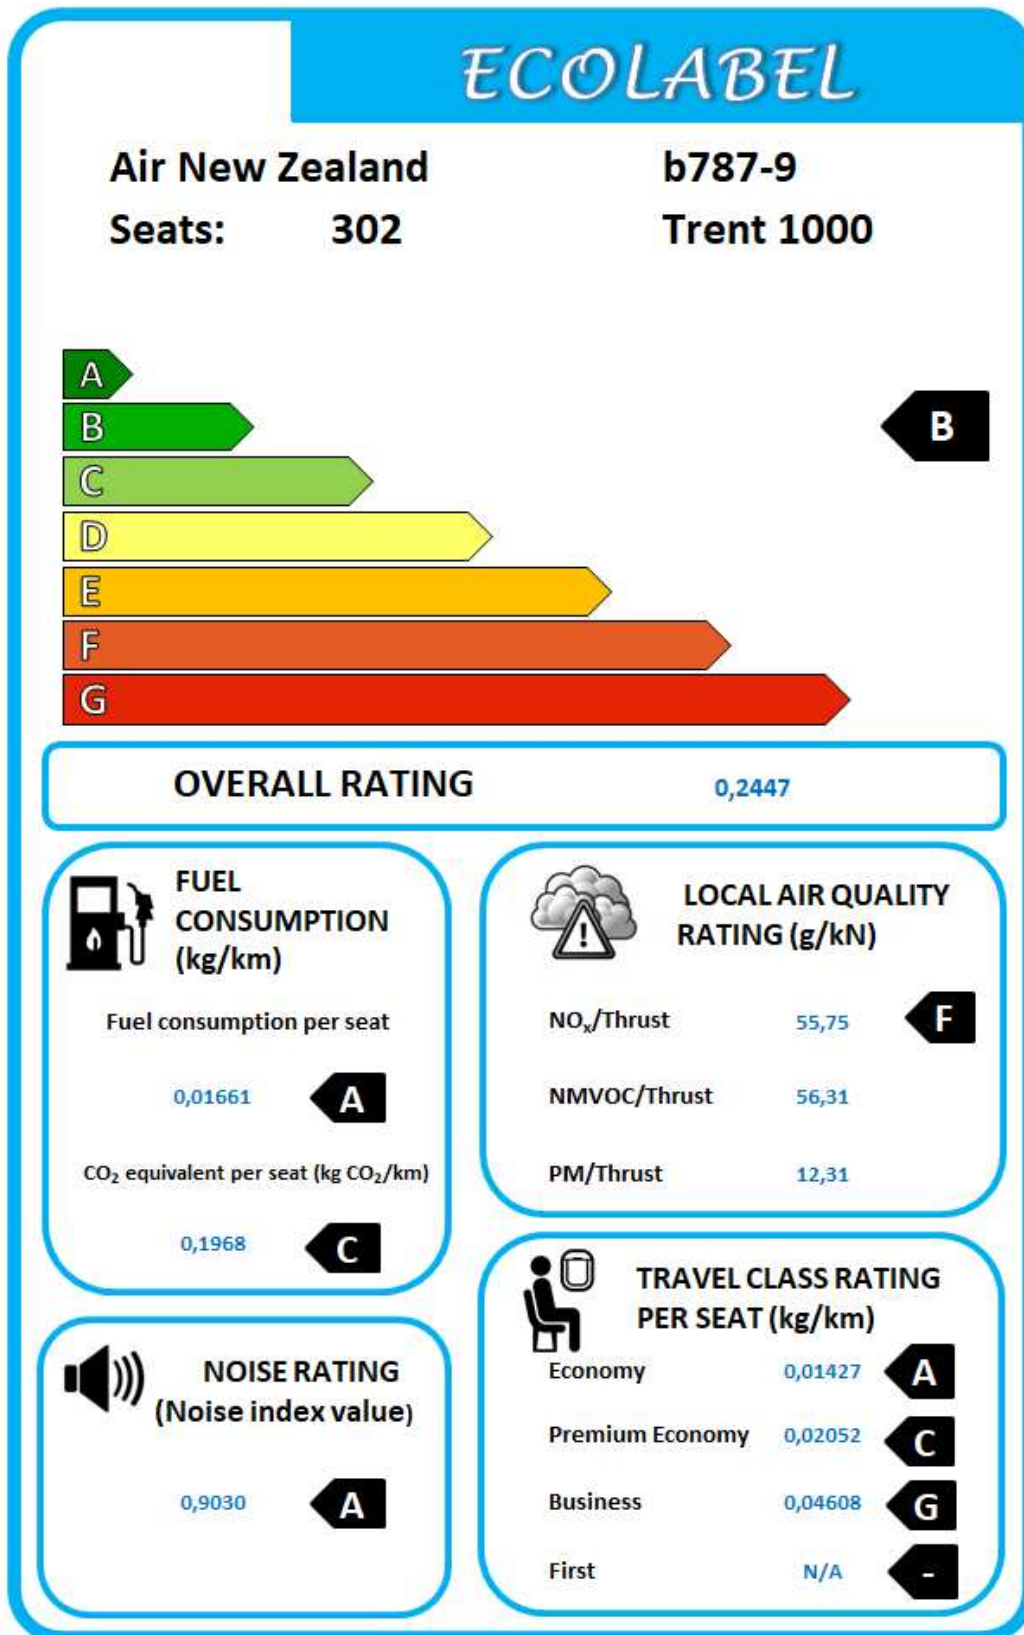 ECOLABEL
Air New Zealand b787-9
Seats: 302 Trent 1000
A
B B
C
D
E
F
G
OVERALL RATING 0,2447
FUEL
CONSUMPTION
(kg/km)
Fuel consumption per seat
0,01661 A
CO₂ equivalent per seat (kg CO₂/km)
0,1968 C
NOISE RATING
(Noise index value)
0,9030 A
LOCAL AIR QUALITY
RATING (g/kN)
NOₓ/Thrust 55,75 F
NMVOC/Thrust 56,31
PM/Thrust 12,31
TRAVEL CLASS RATING
PER SEAT (kg/km)
Economy 0,01427 A
Premium Economy 0,02052 C
Business 0,04608 G
First N/A -